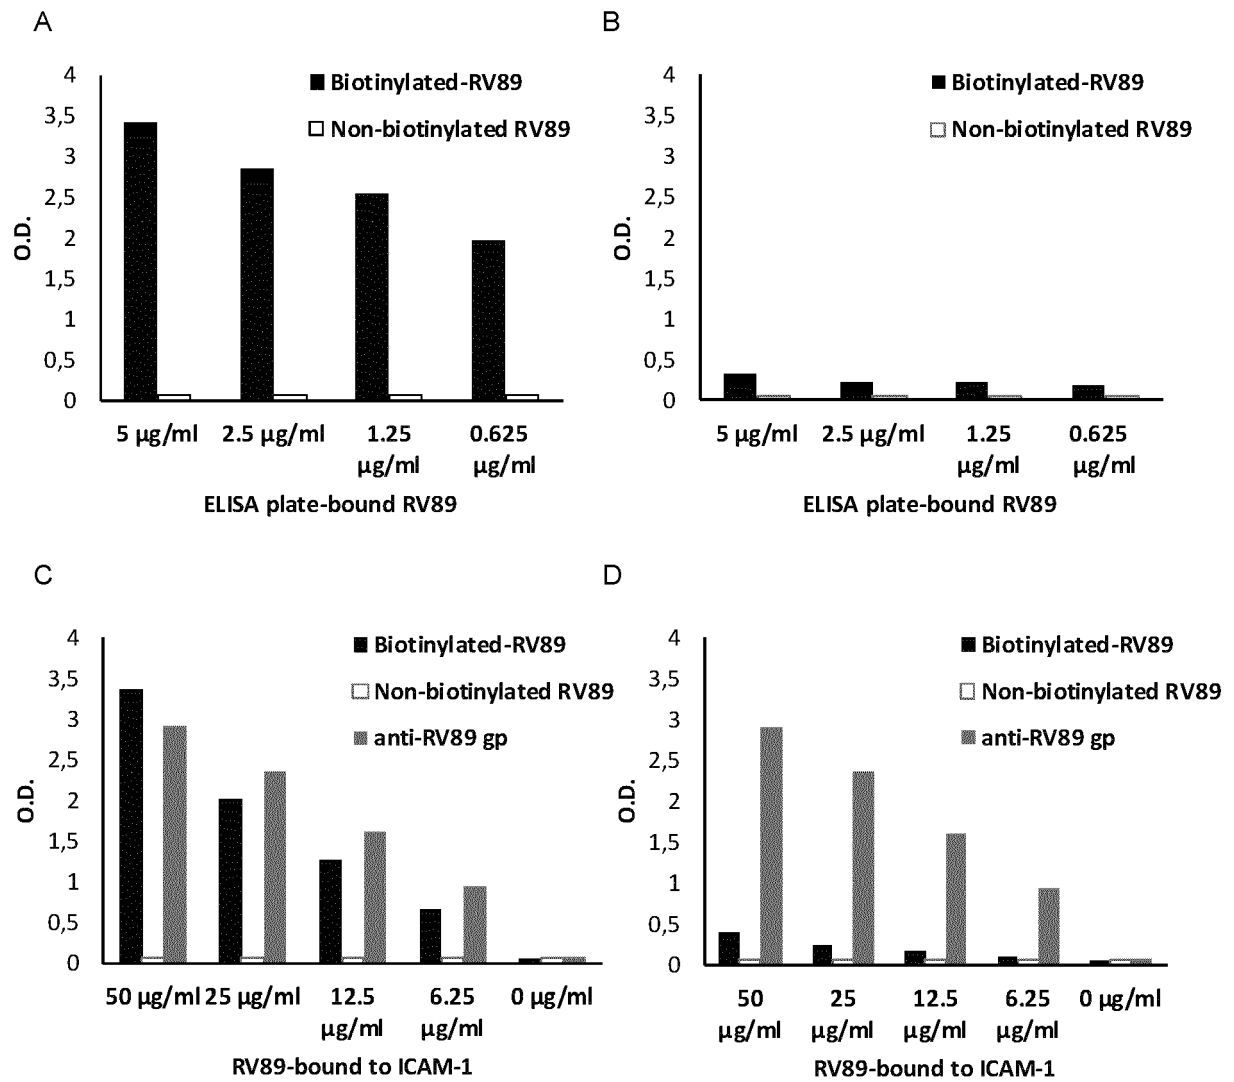 A
4
3,5
3
2,5
2
1,5
1
0,5
0
O.D.
Biotinylated-RV89
Non-biotinylated RV89
5 µg/ml 2.5 µg/ml 1.25 0.625
µg/ml µg/ml
ELISA plate-bound RV89
B
4
3,5
3
2,5
2
1,5
1
0,5
0
O.D.
Biotinylated-RV89
Non-biotinylated RV89
5 µg/ml 2.5 µg/ml 1.25 0.625
µg/ml µg/ml
ELISA plate-bound RV89
C
4
3,5
3
2,5
2
1,5
1
0,5
0
O.D.
Biotinylated-RV89
Non-biotinylated RV89
anti-RV89 gp
50 µg/ml 25 µg/ml 12.5 6.25 0 µg/ml
µg/ml µg/ml
RV89-bound to ICAM-1
D
4
3,5
3
2,5
2
1,5
1
0,5
0
O.D.
Biotinylated-RV89
Non-biotinylated RV89
anti-RV89 gp
50 25 12.5 6.25 0 µg/ml
µg/ml µg/ml µg/ml µg/ml
RV89-bound to ICAM-1